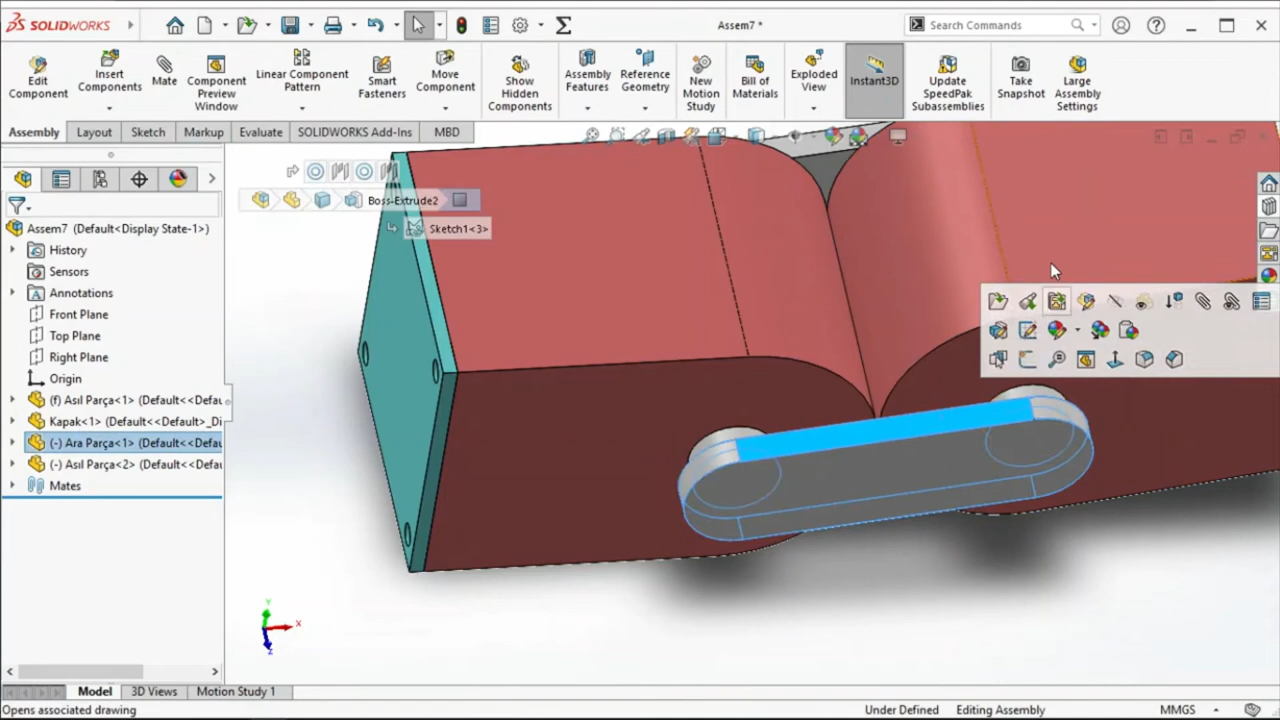 SOLIDWORKS
Assem7 *
Search Commands
Edit Component
Insert Components
Mate
Component Preview Window
Linear Component Pattern
Smart Fasteners
Move Component
Show Hidden Components
Assembly Features
Reference Geometry
New Motion Study
Bill of Materials
Exploded View
Instant3D
Update SpeedPak Subassemblies
Take Snapshot
Large Assembly Settings
Assembly
Layout
Sketch
Markup
Evaluate
SOLIDWORKS Add-Ins
MBD
Boss-Extrude2
Sketch1<3>
Assem7 (Default<Display State-1>)
History
Sensors
Annotations
Front Plane
Top Plane
Right Plane
Origin
(f) Asıl Parça<1> (Default<<Defau
Kapak<1> (Default<<Default>_Di
(-) Ara Parça<1> (Default<<Defau
(-) Asıl Parça<2> (Default<<Defau
Mates
Y
X
Z
Model
3D Views
Motion Study 1
Opens associated drawing
Under Defined
Editing Assembly
MMGS